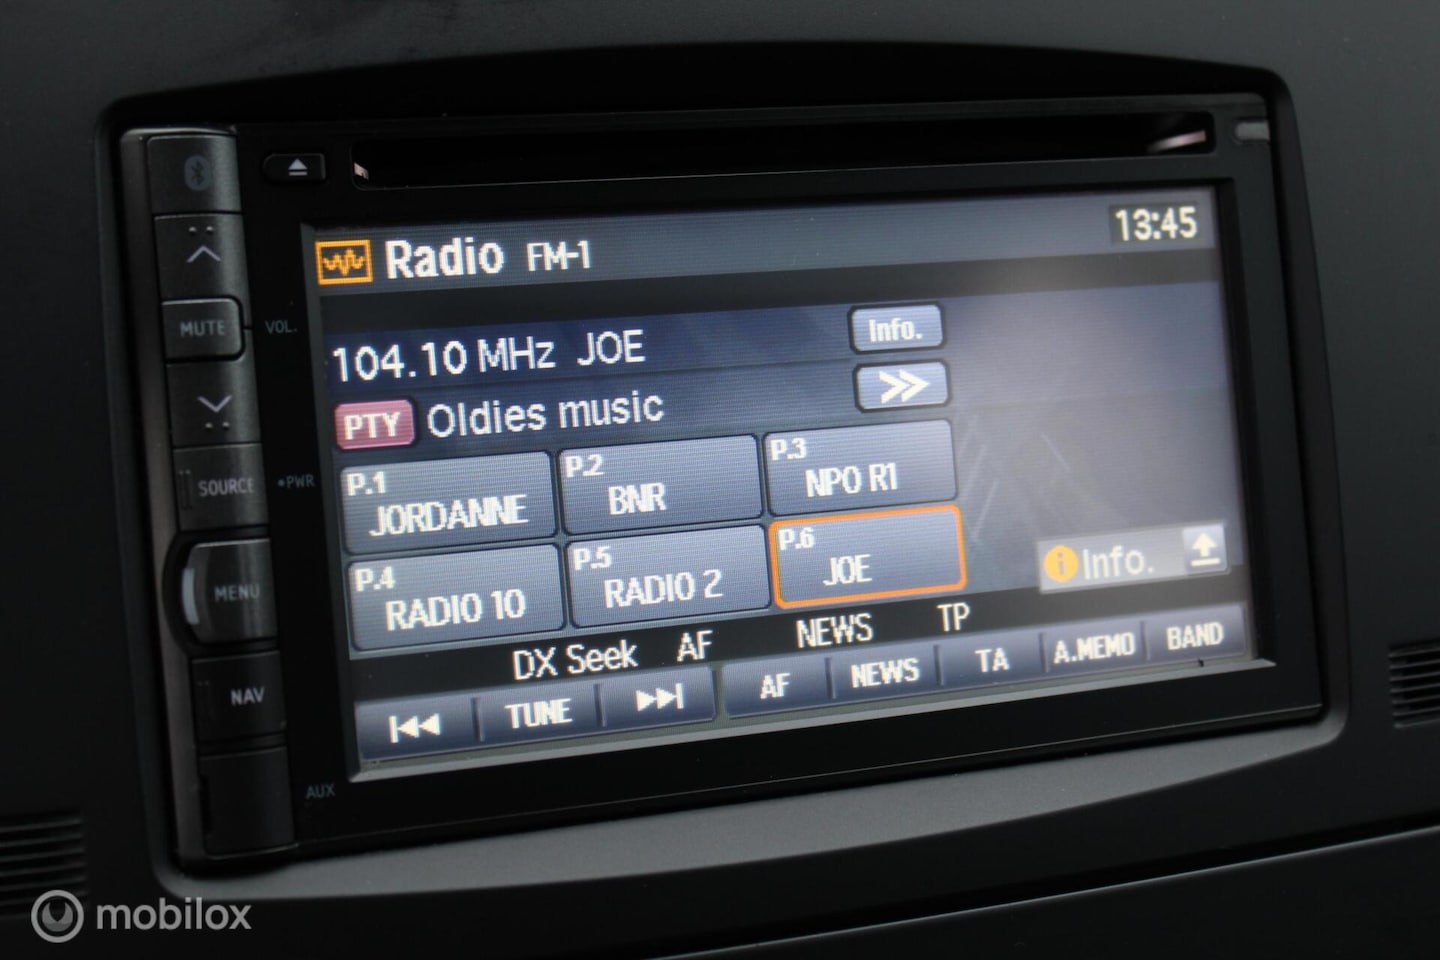 Radio FM-1 13:45
104.10 MHz JOE Info.
PTY Oldies music
P.1 JORDANNE
P.2 BNR
P.3 NPO R1
P.4 RADIO 10
P.5 RADIO 2
P.6 JOE
Info.
DX Seek AF NEWS TP
TUNE AF NEWS TA A.MEMO BAND
MUTE
VOL.
SOURCE
PWR
MENU
NAV
AUX
mobilox